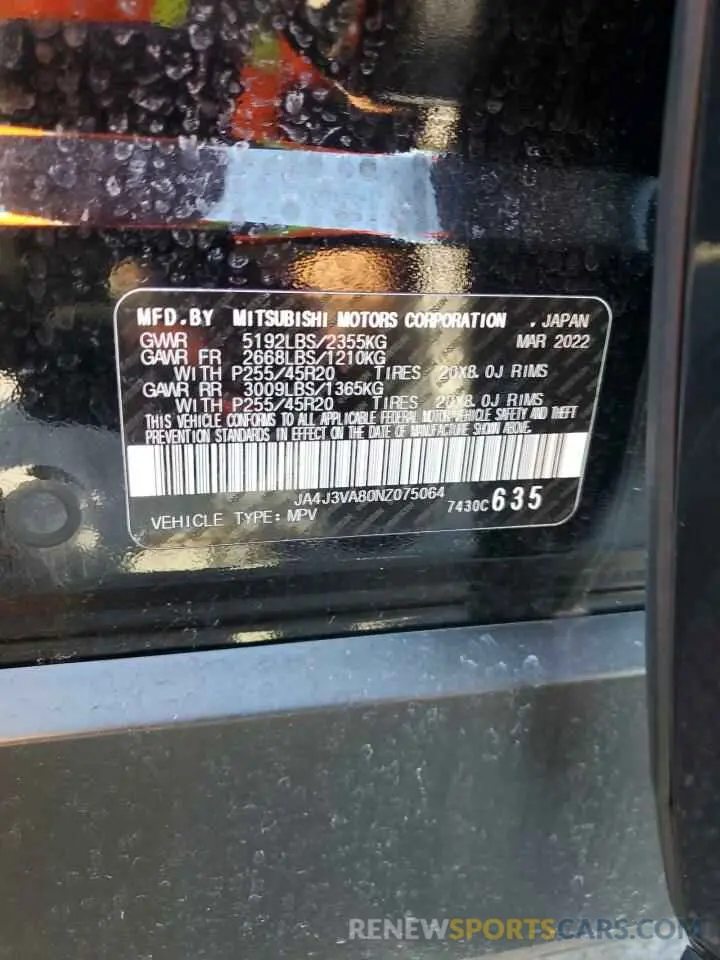 MFD.BY MITSUBISHI MOTORS CORPORATION . JAPAN
GVWR 5192LBS/2355KG MAR 2022
GAWR FR 2668LBS/1210KG
WITH P255/45R20 TIRES 20X8.0J RIMS
GAWR RR 3009LBS/1365KG
WITH P255/45R20 TIRES 20X8.0J RIMS
THIS VEHICLE CONFORMS TO ALL APPLICABLE FEDERAL MOTOR VEHICLE SAFETY AND THEFT
PREVENTION STANDARDS IN EFFECT ON THE DATE OF MANUFACTURE SHOWN ABOVE.
JA4J3VA80NZ075064
7430C 635
VEHICLE TYPE: MPV
RENEWSPORTSCARS.COM